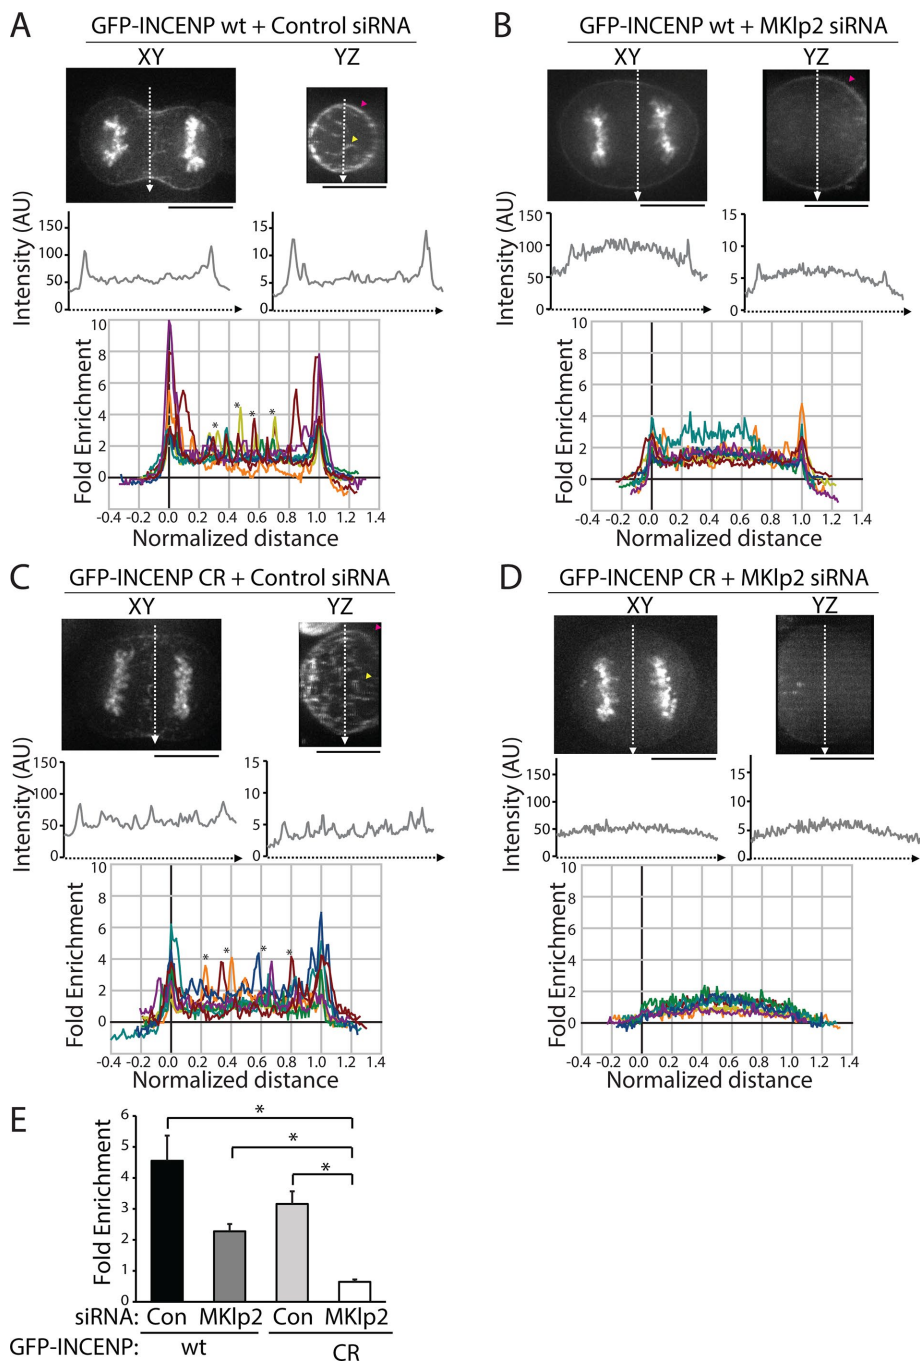 A
GFP-INCENP wt + Control siRNA
XY
YZ
Intensity (AU)
150
100
50
0
15
10
5
0
Fold Enrichment
10
8
6
4
2
0
* * * *
-0.4 -0.2 0.0 0.2 0.4 0.6 0.8 1.0 1.2 1.4
Normalized distance
B
GFP-INCENP wt + MKlp2 siRNA
XY
YZ
Intensity (AU)
150
100
50
0
15
10
5
0
Fold Enrichment
10
8
6
4
2
0
-0.4 -0.2 0.0 0.2 0.4 0.6 0.8 1.0 1.2 1.4
Normalized distance
C
GFP-INCENP CR + Control siRNA
XY
YZ
Intensity (AU)
150
100
50
0
15
10
5
0
Fold Enrichment
10
8
6
4
2
0
* * * *
-0.4 -0.2 0.0 0.2 0.4 0.6 0.8 1.0 1.2 1.4
Normalized distance
D
GFP-INCENP CR + MKlp2 siRNA
XY
YZ
Intensity (AU)
150
100
50
0
15
10
5
0
Fold Enrichment
10
8
6
4
2
0
-0.4 -0.2 0.0 0.2 0.4 0.6 0.8 1.0 1.2 1.4
Normalized distance
E
Fold Enrichment
6
5
4
3
2
1
0
*
*
*
siRNA: Con MKlp2 Con MKlp2
GFP-INCENP: wt CR